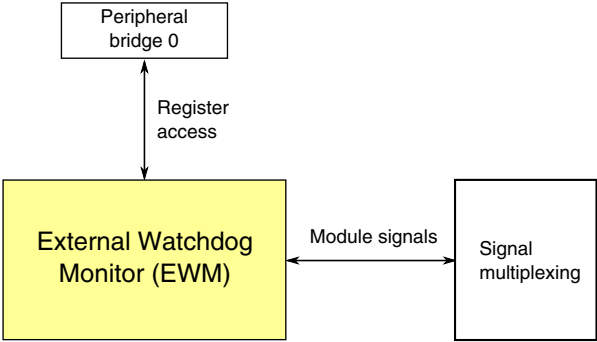 Peripheral
bridge 0
Register
access
External Watchdog
Monitor (EWM)
Module signals
Signal
multiplexing